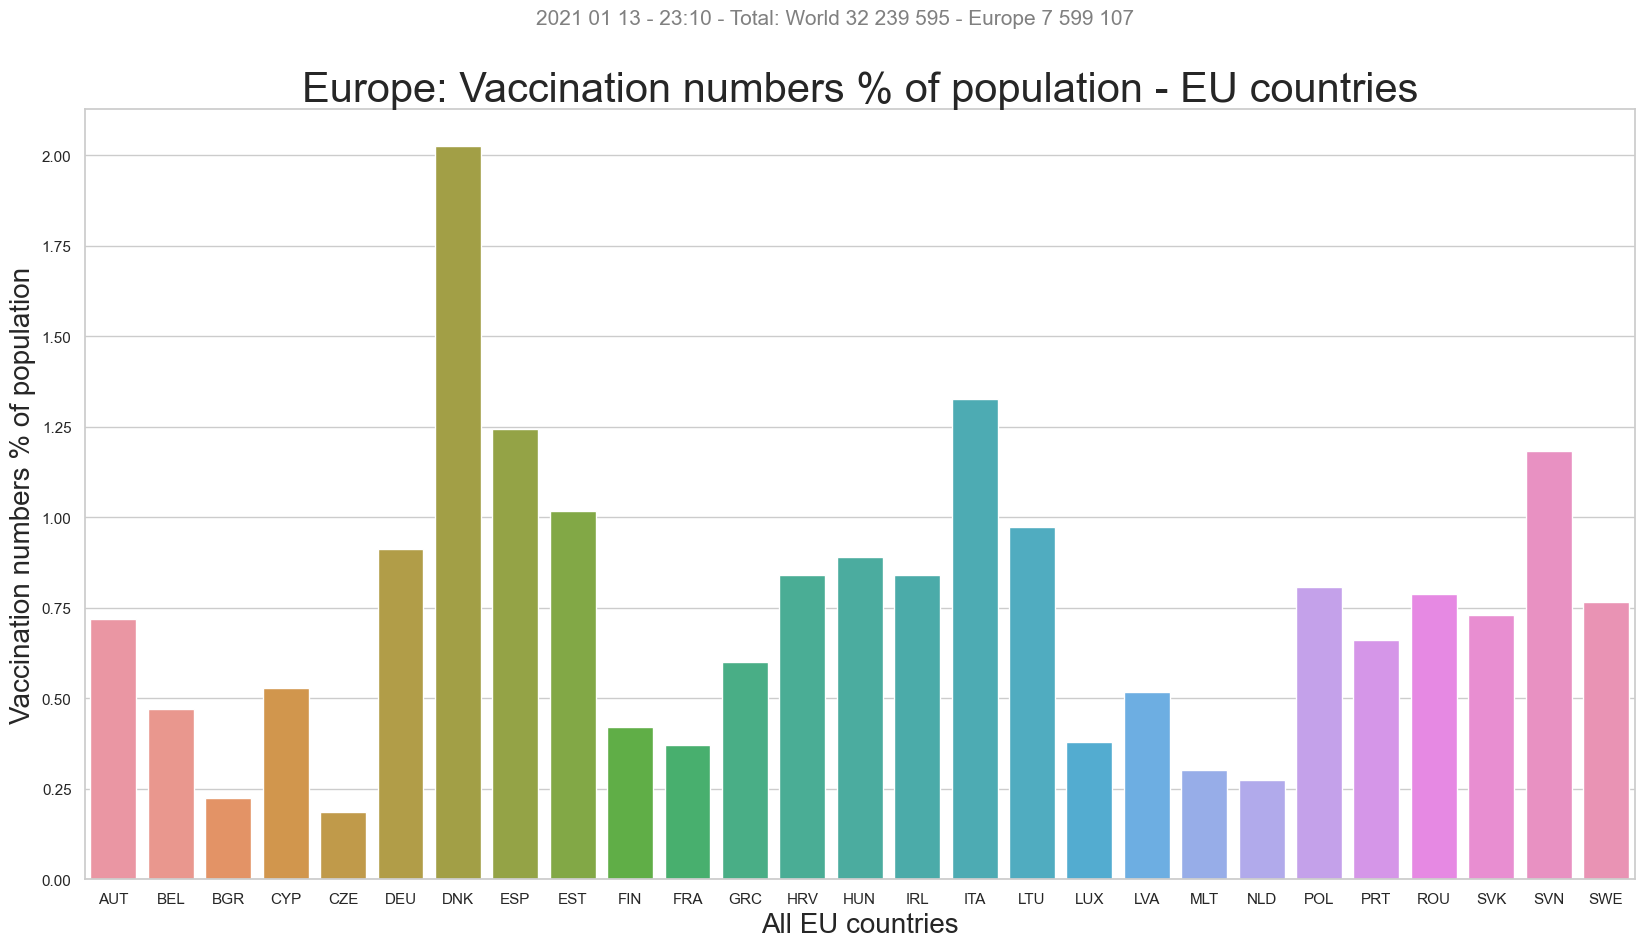 2021 01 13 - 23:10 - Total: World 32 239 595 - Europe 7 599 107
Europe: Vaccination numbers % of population - EU countries
Vaccination numbers % of population
2.00
1.75
1.50
1.25
1.00
0.75
0.50
0.25
0.00
AUT BEL BGR CYP CZE DEU DNK ESP EST FIN FRA GRC HRV HUN IRL ITA LTU LUX LVA MLT NLD POL PRT ROU SVK SVN SWE
All EU countries